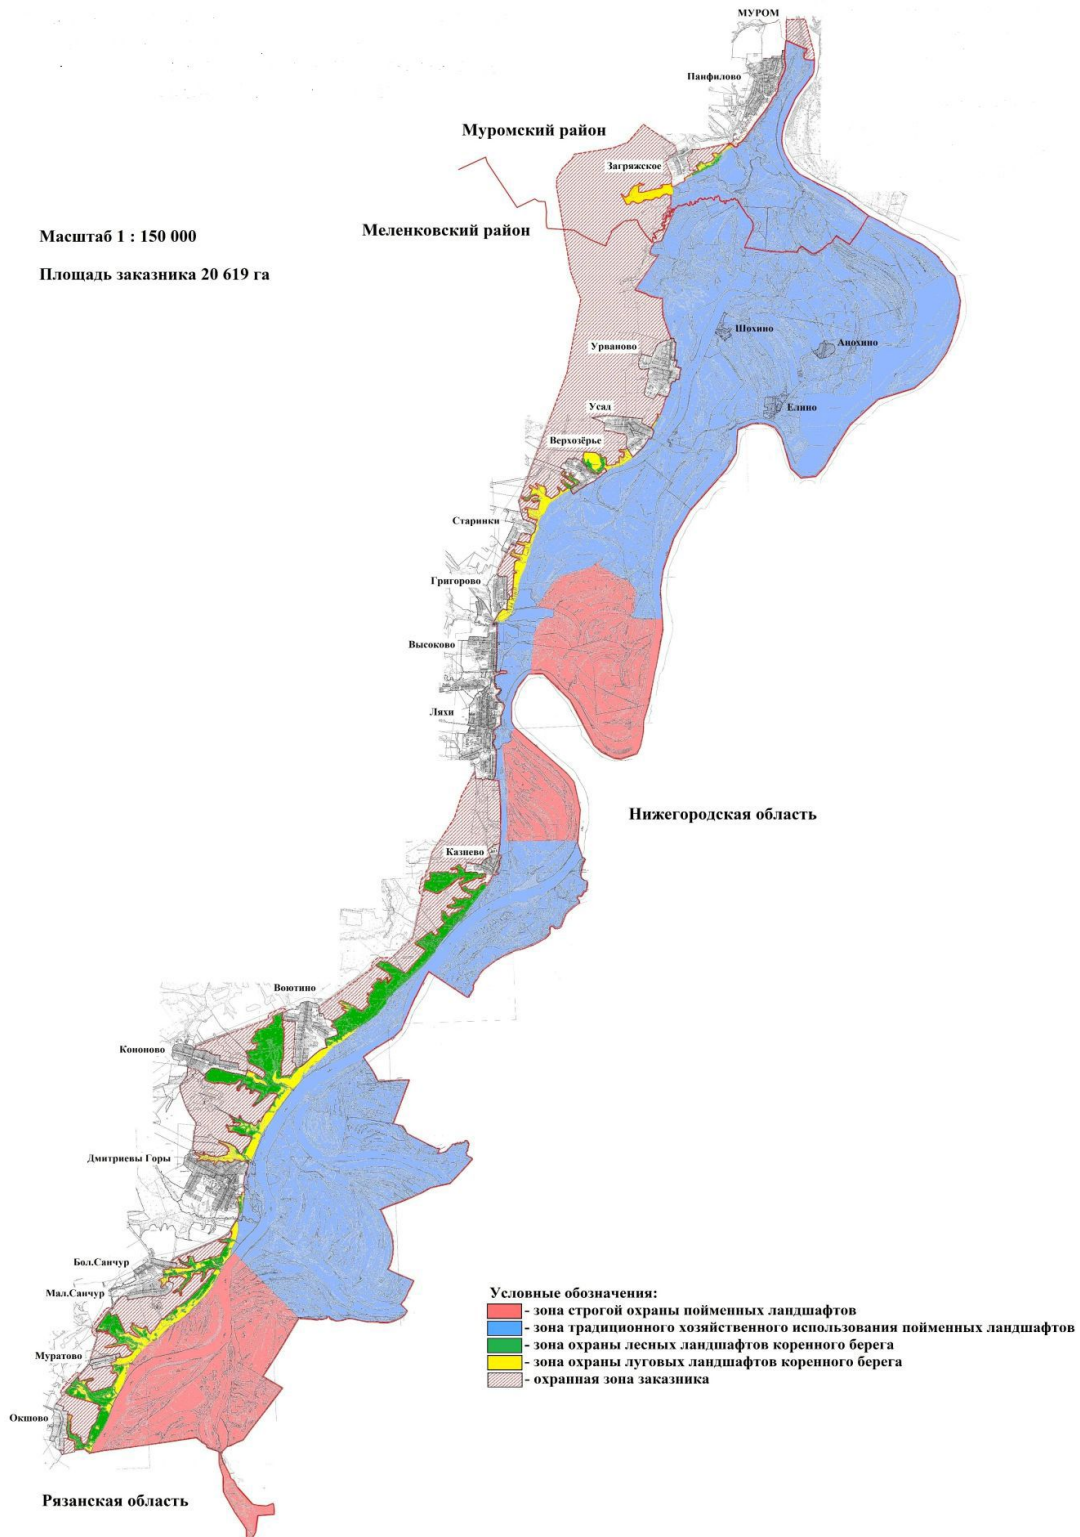 МУРОМ
Панфилово
Муромский район
Загряжское
Меленковский район
Масштаб 1 : 150 000
Площадь заказника 20 619 га
Шохино
Анохино
Урваново
Елино
Усад
Верхозёрье
Старинки
Григорово
Высоково
Ляхи
Нижегородская область
Казнево
Воютино
Кононово
Дмитриевы Горы
Бол.Санчур
Мал.Санчур
Условные обозначения:
- зона строгой охраны пойменных ландшафтов
- зона традиционного хозяйственного использования пойменных ландшафтов
- зона охраны лесных ландшафтов коренного берега
- зона охраны луговых ландшафтов коренного берега
- охранная зона заказника
Муратово
Окшово
Рязанская область